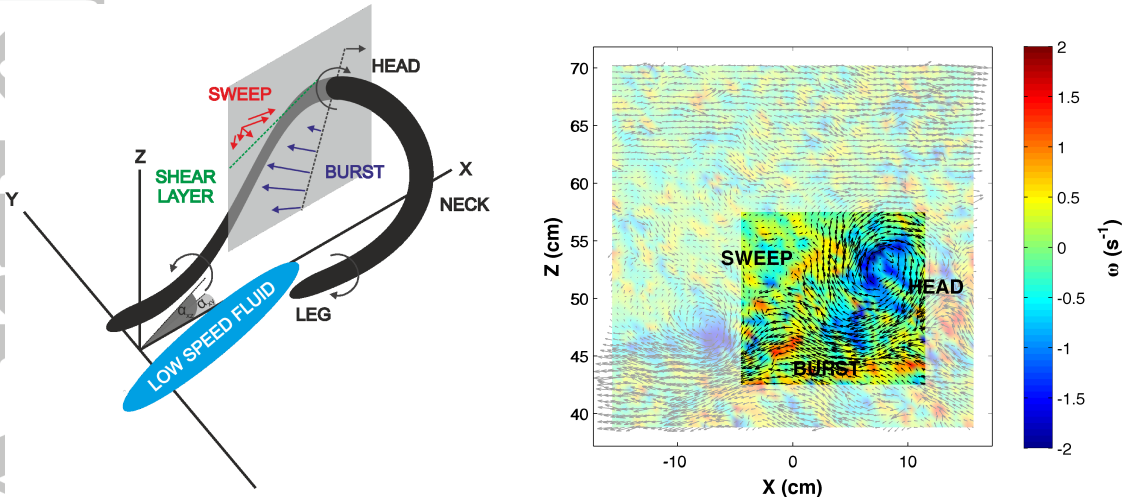 HEAD
SWEEP
Z
SHEAR
LAYER
BURST
X
Y
NECK
LEG
LOW SPEED FLUID
70
65
60
55
50
45
40
Z (cm)
SWEEP
HEAD
BURST
-10
0
10
X (cm)
2
1.5
1
0.5
0
-0.5
-1
-1.5
-2
ω (s⁻¹)